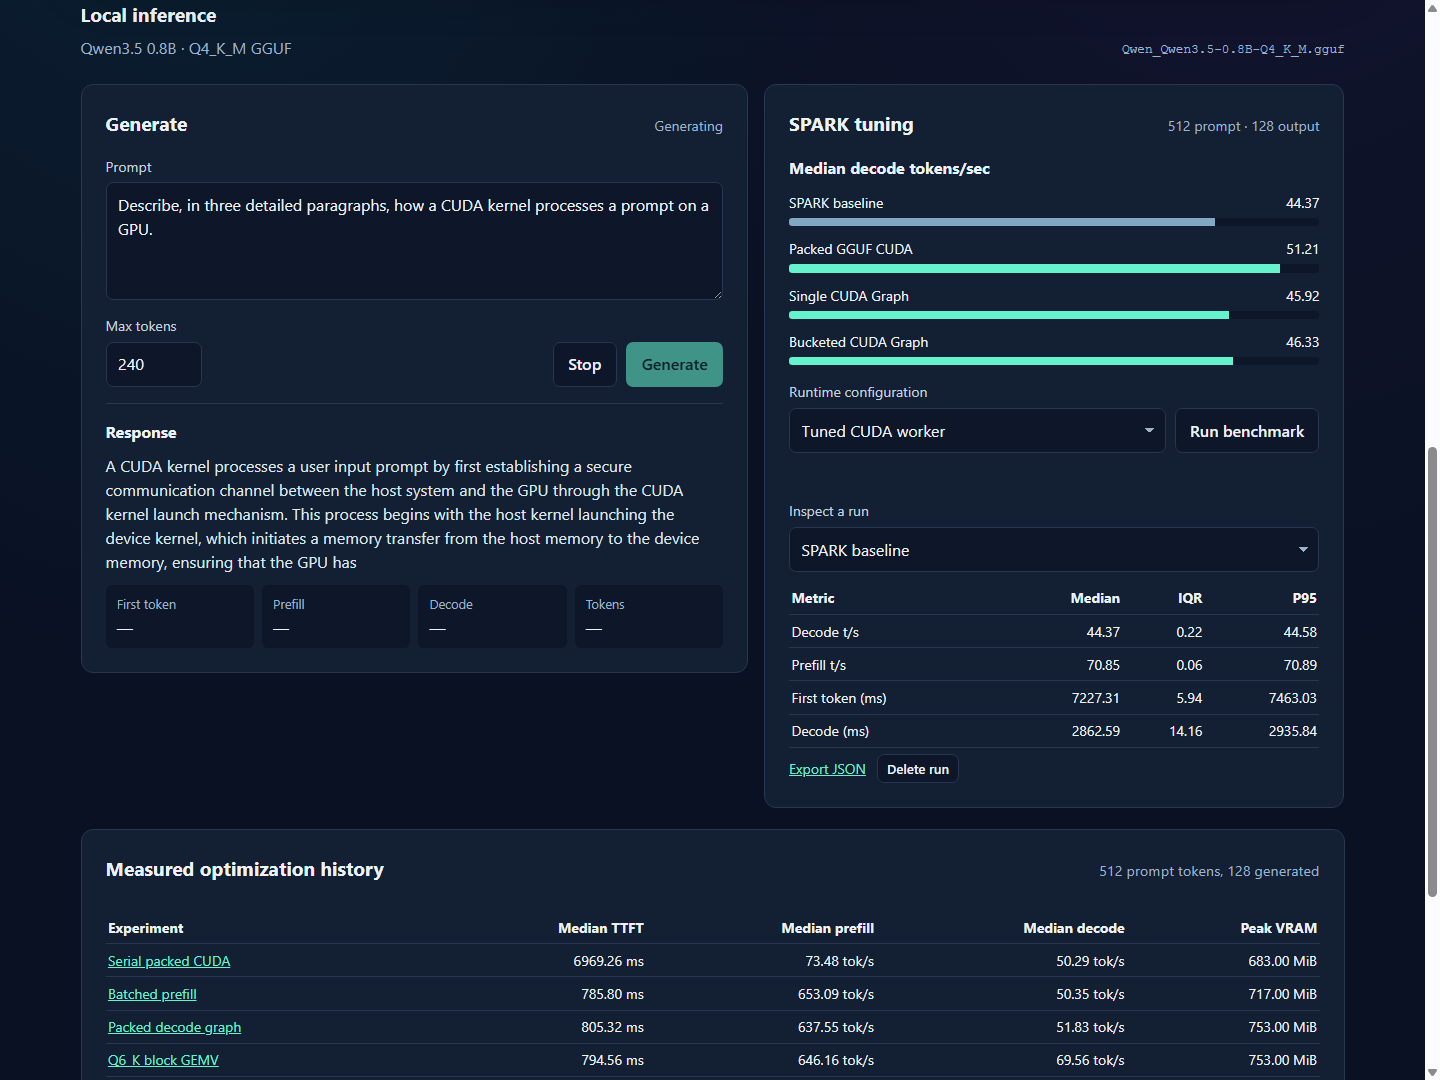 Local inference
Qwen3.5 0.8B · Q4_K_M GGUF
Qwen_Qwen3.5-0.8B-Q4_K_M.gguf
Generate
Generating
Prompt
Describe, in three detailed paragraphs, how a CUDA kernel processes a prompt on a
GPU.
Max tokens
240
Stop
Generate
Response
A CUDA kernel processes a user input prompt by first establishing a secure
communication channel between the host system and the GPU through the CUDA
kernel launch mechanism. This process begins with the host kernel launching the
device kernel, which initiates a memory transfer from the host memory to the device
memory, ensuring that the GPU has
First token
—
Prefill
—
Decode
—
Tokens
—
SPARK tuning
512 prompt · 128 output
Median decode tokens/sec
SPARK baseline 44.37
Packed GGUF CUDA 51.21
Single CUDA Graph 45.92
Bucketed CUDA Graph 46.33
Runtime configuration
Tuned CUDA worker
Run benchmark
Inspect a run
SPARK baseline
Metric Median IQR P95
Decode t/s 44.37 0.22 44.58
Prefill t/s 70.85 0.06 70.89
First token (ms) 7227.31 5.94 7463.03
Decode (ms) 2862.59 14.16 2935.84
Export JSON
Delete run
Measured optimization history
512 prompt tokens, 128 generated
Experiment Median TTFT Median prefill Median decode Peak VRAM
Serial packed CUDA 6969.26 ms 73.48 tok/s 50.29 tok/s 683.00 MiB
Batched prefill 785.80 ms 653.09 tok/s 50.35 tok/s 717.00 MiB
Packed decode graph 805.32 ms 637.55 tok/s 51.83 tok/s 753.00 MiB
Q6_K block GEMV 794.56 ms 646.16 tok/s 69.56 tok/s 753.00 MiB